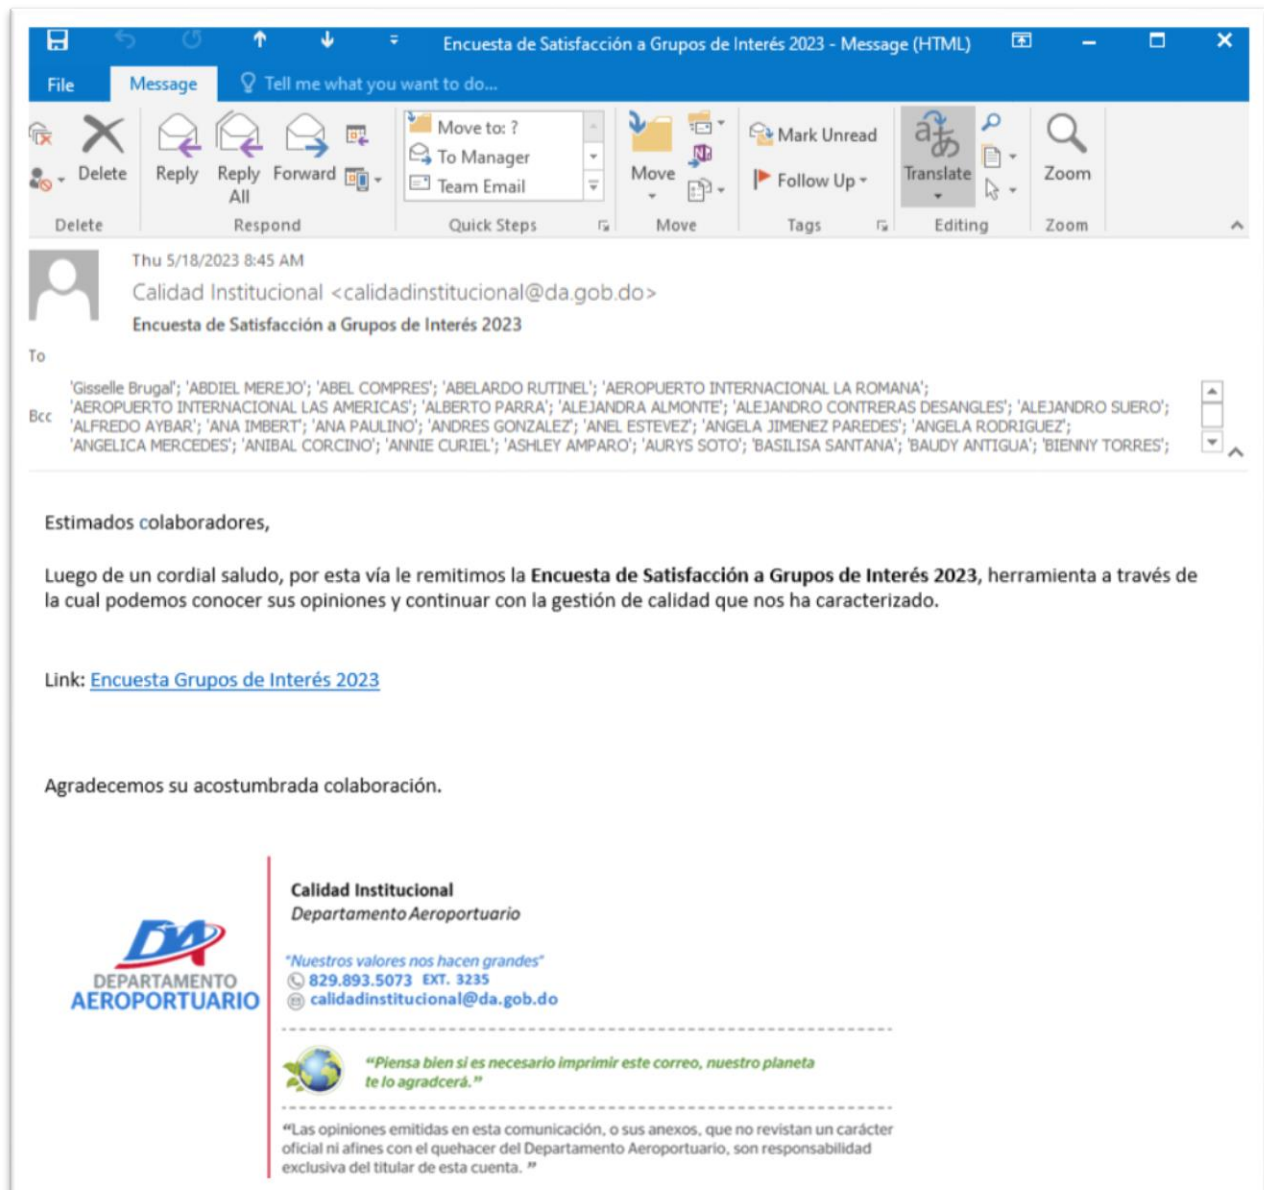 Encuesta de Satisfacción a Grupos de Interés 2023 - Message (HTML)
File
Message
Tell me what you want to do...
Delete
Reply
Reply All
Forward
Move to: ?
To Manager
Team Email
Move
Mark Unread
Follow Up
Translate
Zoom
Delete
Respond
Quick Steps
Move
Tags
Editing
Zoom
Thu 5/18/2023 8:45 AM
Calidad Institucional <calidadinstitucional@da.gob.do>
Encuesta de Satisfacción a Grupos de Interés 2023
To
Bcc
'Gisselle Brugal'; 'ABDIEL MEREJO'; 'ABEL COMPRES'; 'ABELARDO RUTINEL'; 'AEROPUERTO INTERNACIONAL LA ROMANA';
'AEROPUERTO INTERNACIONAL LAS AMERICAS'; 'ALBERTO PARRA'; 'ALEJANDRA ALMONTE'; 'ALEJANDRO CONTRERAS DESANGLES'; 'ALEJANDRO SUERO';
'ALFREDO AYBAR'; 'ANA IMBERT'; 'ANA PAULINO'; 'ANDRES GONZALEZ'; 'ANEL ESTEVEZ'; 'ANGELA JIMENEZ PAREDES'; 'ANGELA RODRIGUEZ';
'ANGELICA MERCEDES'; 'ANIBAL CORCINO'; 'ANNIE CURIEL'; 'ASHLEY AMPARO'; 'AURYS SOTO'; 'BASILISA SANTANA'; 'BAUDY ANTIGUA'; 'BIENNY TORRES';
Estimados colaboradores,
Luego de un cordial saludo, por esta vía le remitimos la Encuesta de Satisfacción a Grupos de Interés 2023, herramienta a través de
la cual podemos conocer sus opiniones y continuar con la gestión de calidad que nos ha caracterizado.
Link: Encuesta Grupos de Interés 2023
Agradecemos su acostumbrada colaboración.
DA
DEPARTAMENTO
AEROPORTUARIO
Calidad Institucional
Departamento Aeroportuario
"Nuestros valores nos hacen grandes"
829.893.5073 EXT. 3235
calidadinstitucional@da.gob.do
“Piensa bien si es necesario imprimir este correo, nuestro planeta
te lo agradcerá.”
“Las opiniones emitidas en esta comunicación, o sus anexos, que no revistan un carácter
oficial ni afines con el quehacer del Departamento Aeroportuario, son responsabilidad
exclusiva del titular de esta cuenta. ”